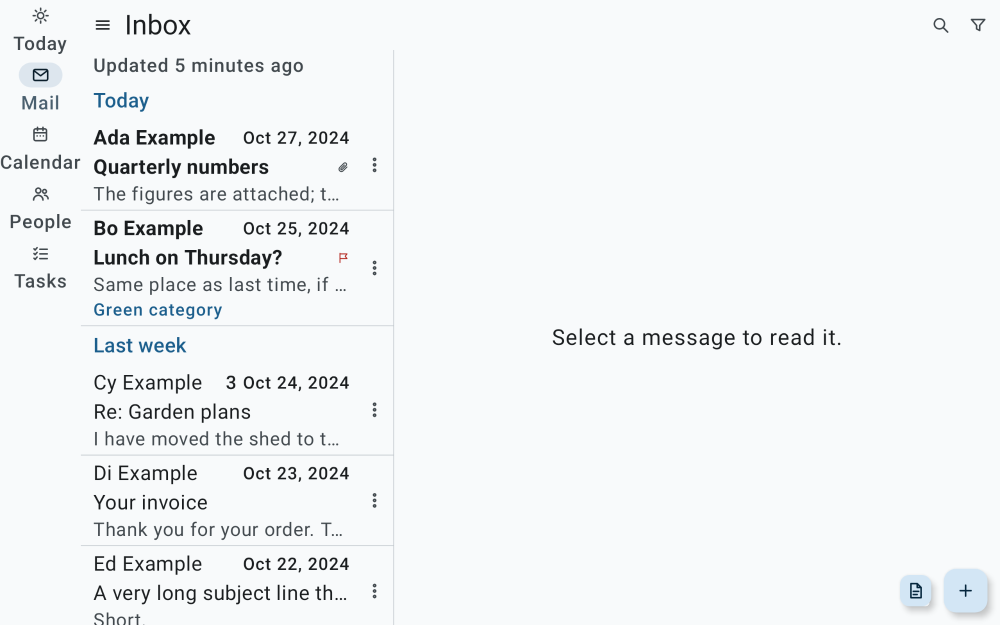 Today
Mail
Calendar
People
Tasks
Inbox
Updated 5 minutes ago
Today
Ada Example Oct 27, 2024
Quarterly numbers
The figures are attached; t…
Bo Example Oct 25, 2024
Lunch on Thursday?
Same place as last time, if …
Green category
Last week
Cy Example 3 Oct 24, 2024
Re: Garden plans
I have moved the shed to t…
Di Example Oct 23, 2024
Your invoice
Thank you for your order. T…
Ed Example Oct 22, 2024
A very long subject line th…
Short.
Select a message to read it.